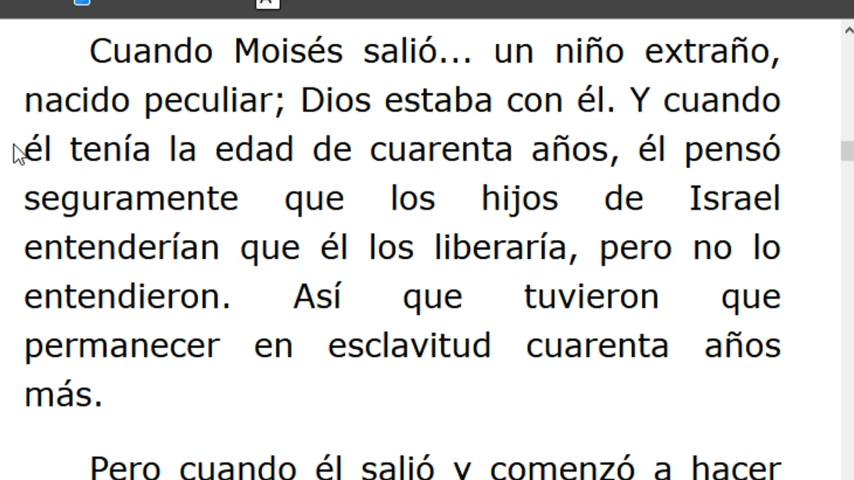 Cuando Moisés salió... un niño extraño,
nacido peculiar; Dios estaba con él. Y cuando
él tenía la edad de cuarenta años, él pensó
seguramente que los hijos de Israel
entenderían que él los liberaría, pero no lo
entendieron. Así que tuvieron que
permanecer en esclavitud cuarenta años
más.
Pero cuando él salió y comenzó a hacer